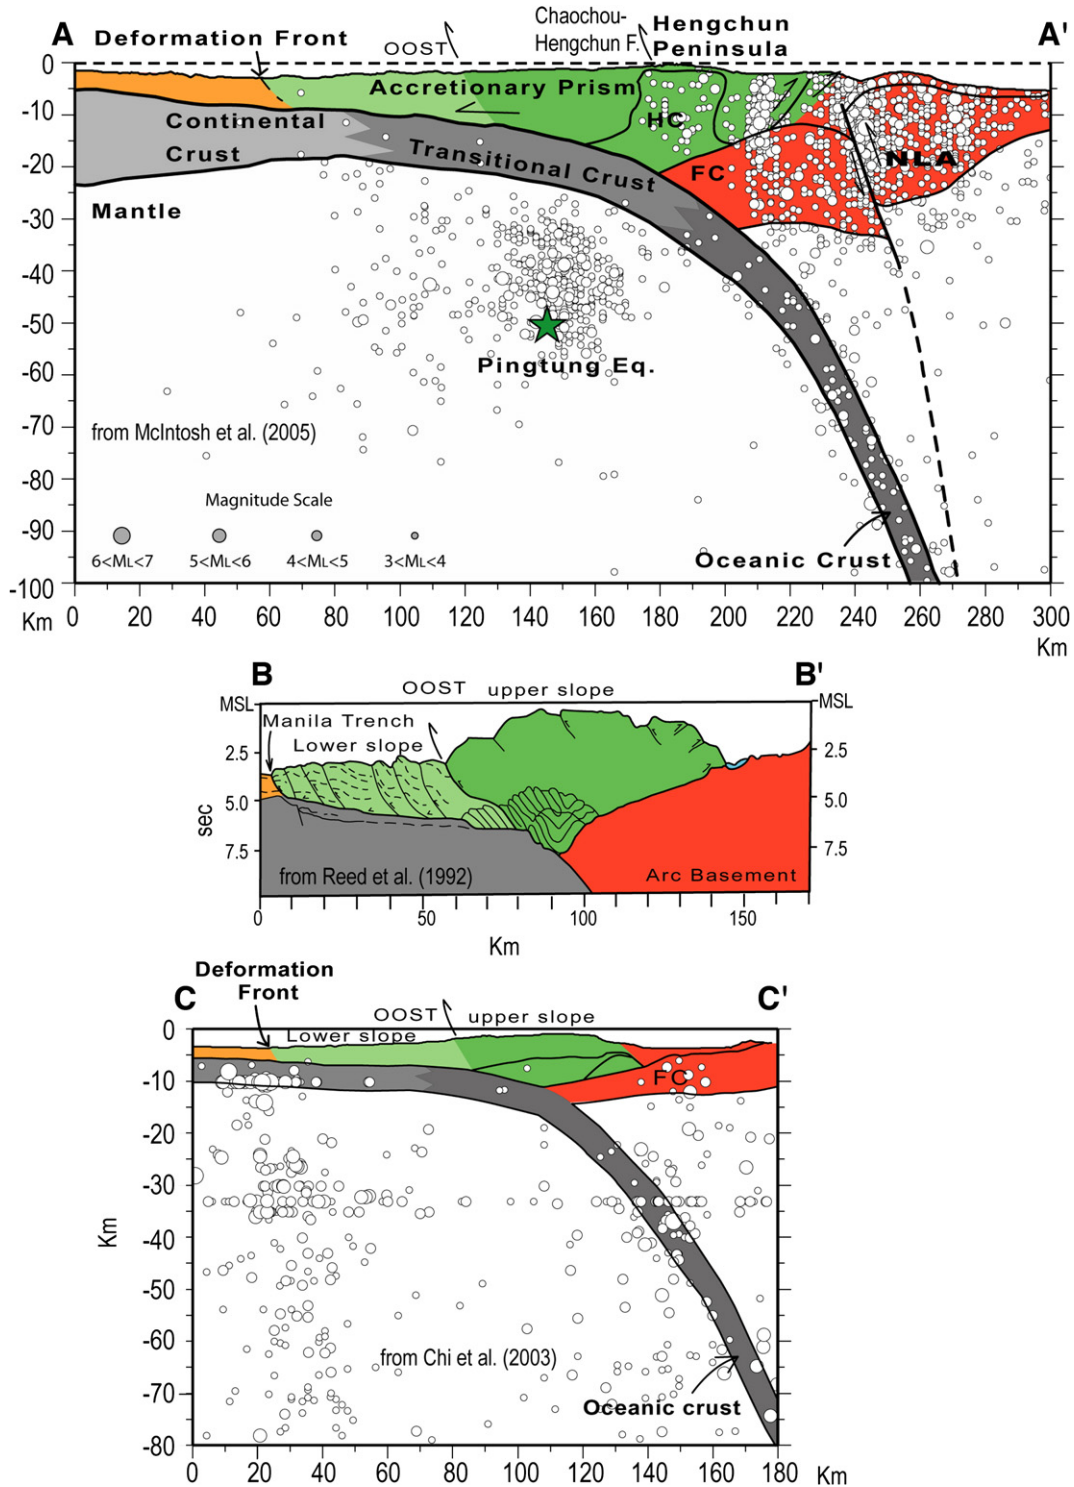 A
Deformation Front
OOST
Chaochou-
Hengchun F.
Hengchun
Peninsula
A'
0
-10
-20
-30
-40
-50
-60
-70
-80
-90
-100
Accretionary Prism
HC
Continental
Crust
Transitional Crust
FC
NLA
Mantle
Pingtung Eq.
from McIntosh et al. (2005)
Magnitude Scale
6<ML<7 5<ML<6 4<ML<5 3<ML<4
Oceanic Crust
Km 0 20 40 60 80 100 120 140 160 180 200 220 240 260 280 300
Km
B
OOST upper slope
B'
MSL
MSL
Manila Trench
Lower slope
2.5
2.5
5.0
5.0
7.5
7.5
sec
from Reed et al. (1992)
Arc Basement
0 50 100 150
Km
Deformation
Front
C
OOST upper slope
C'
Lower slope
0
-10
-20
-30
-40
-50
-60
-70
-80
Km
FC
from Chi et al. (2003)
Oceanic crust
0 20 40 60 80 100 120 140 160 180 Km